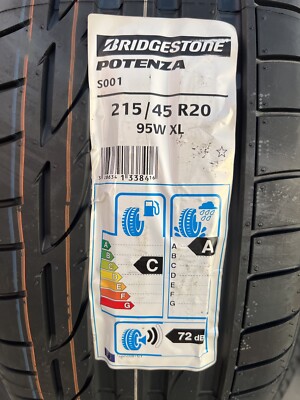 BRIDGESTONE
POTENZA
S001
215/45 R20
95W XL
A
B
C
D
E
F
G
C
A
B
C
D
E
F
G
A
72 dB